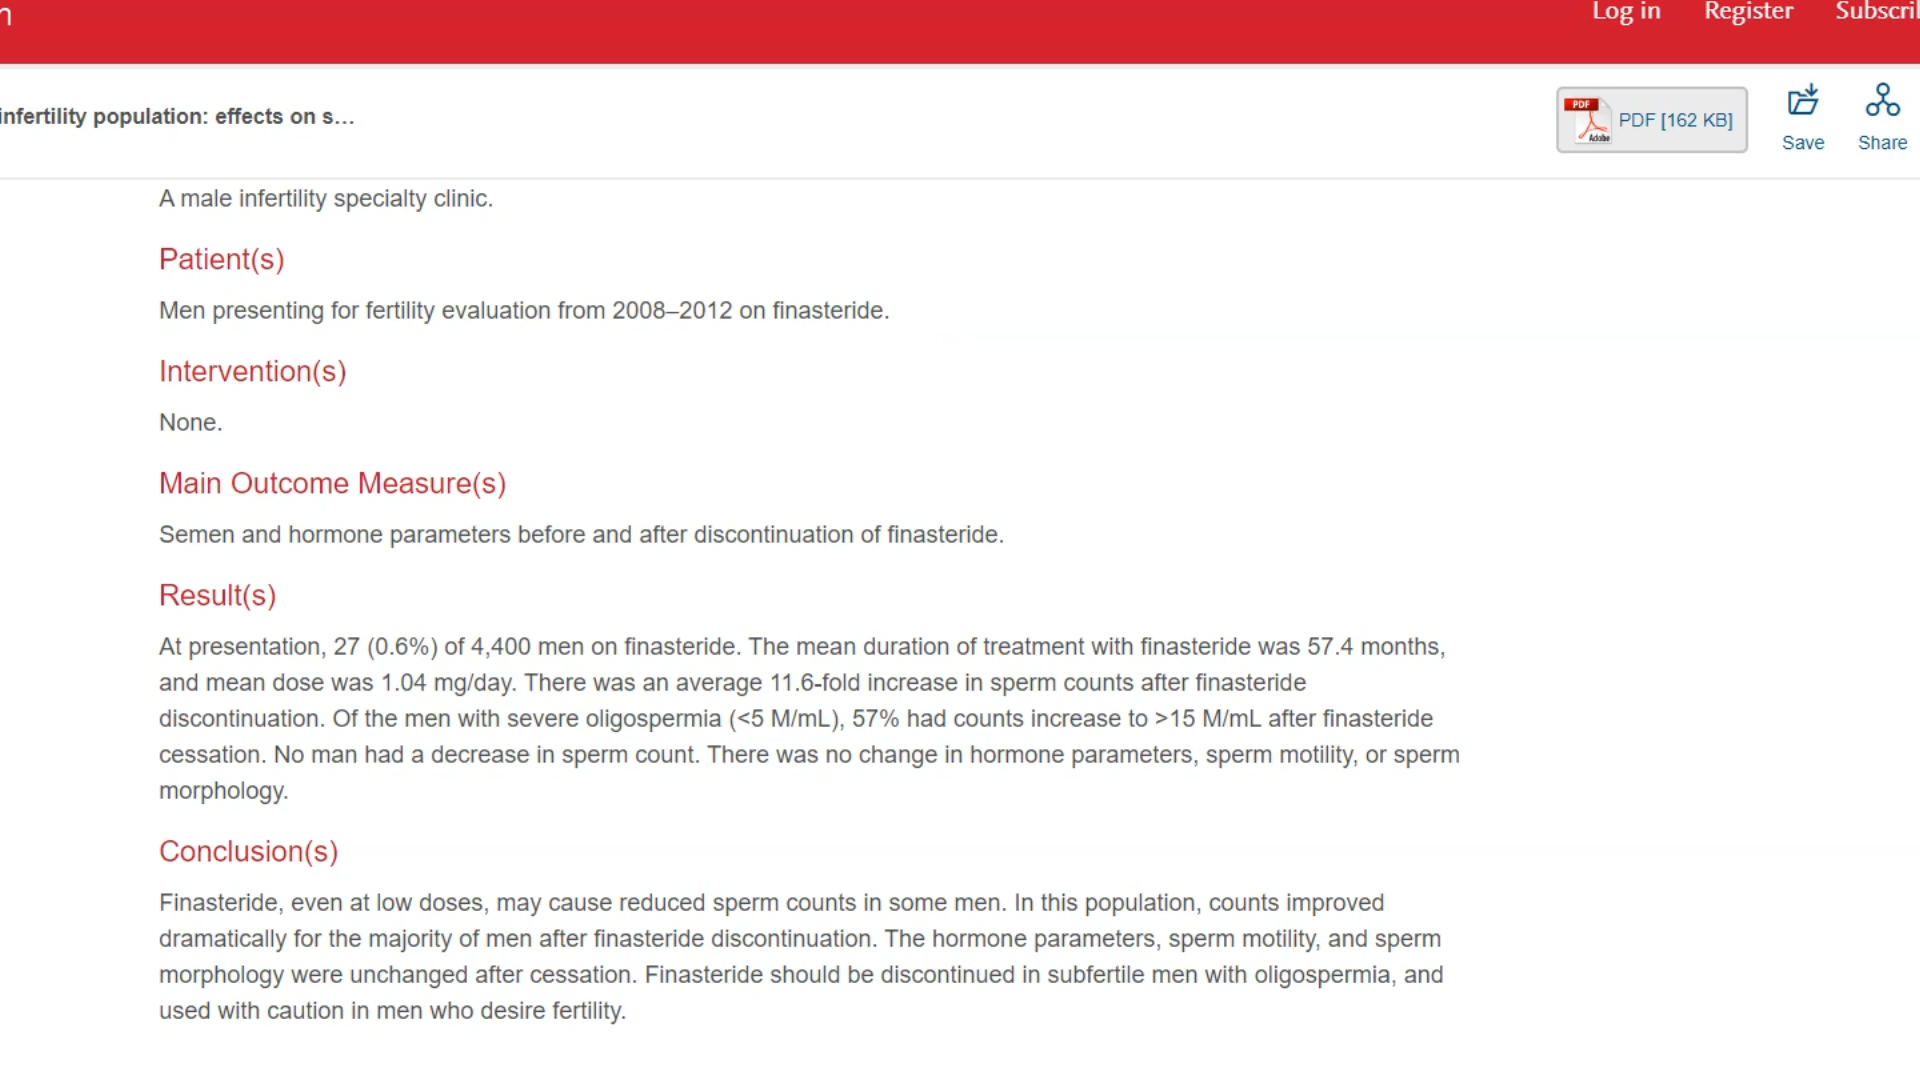 Log in Register
infertility population: effects on s...
PDF
Adobe
PDF [162 KB]
Save
Share
A male infertility specialty clinic.
Patient(s)
Men presenting for fertility evaluation from 2008–2012 on finasteride.
Intervention(s)
None.
Main Outcome Measure(s)
Semen and hormone parameters before and after discontinuation of finasteride.
Result(s)
At presentation, 27 (0.6%) of 4,400 men on finasteride. The mean duration of treatment with finasteride was 57.4 months,
and mean dose was 1.04 mg/day. There was an average 11.6-fold increase in sperm counts after finasteride
discontinuation. Of the men with severe oligospermia (<5 M/mL), 57% had counts increase to >15 M/mL after finasteride
cessation. No man had a decrease in sperm count. There was no change in hormone parameters, sperm motility, or sperm
morphology.
Conclusion(s)
Finasteride, even at low doses, may cause reduced sperm counts in some men. In this population, counts improved
dramatically for the majority of men after finasteride discontinuation. The hormone parameters, sperm motility, and sperm
morphology were unchanged after cessation. Finasteride should be discontinued in subfertile men with oligospermia, and
used with caution in men who desire fertility.